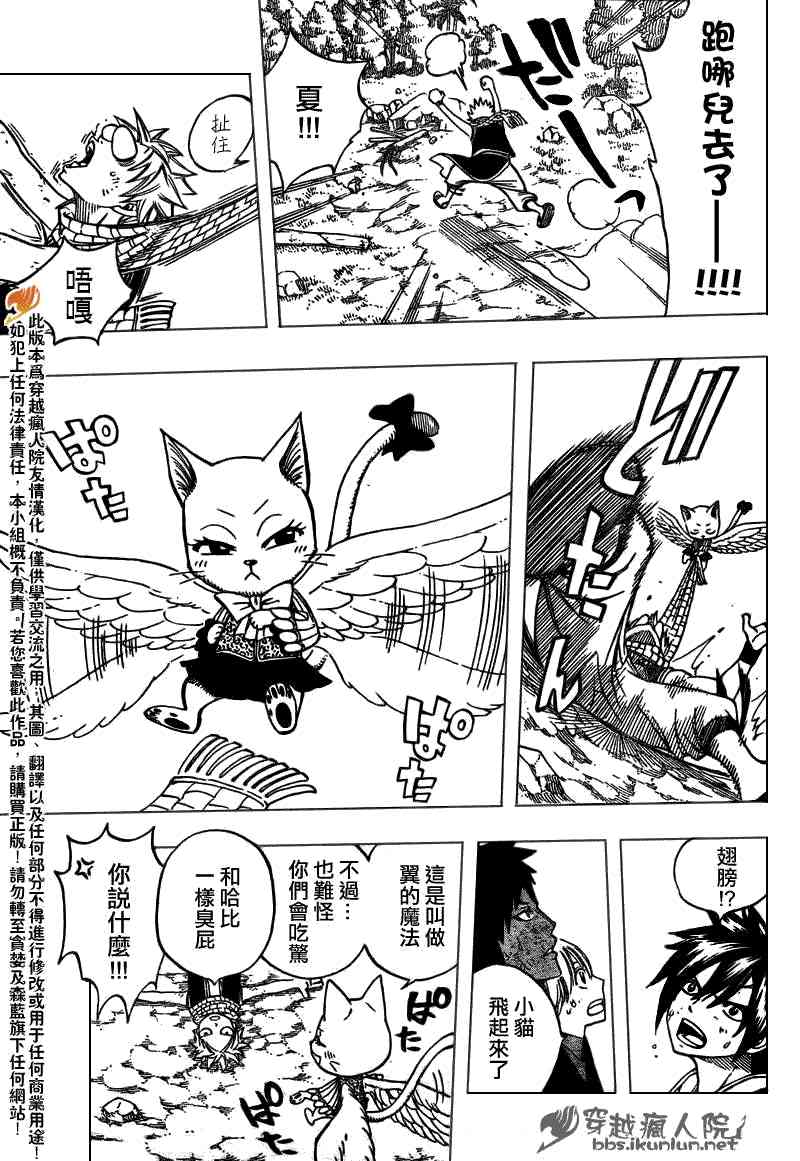 跑哪兒去了——!!!!
だーっ
夏!!!
扯住
唔嘎
ビ
たん
ぱた
ぱた
翅膀!?
小貓
飛起來了
這是叫做
翼的魔法
不過…
也難怪
你們會吃驚
和哈比
一樣臭屁
你說什麼!!!
ぱた
ぱた
此版本爲穿越瘋人院友情漢化，僅供學習交流之用；其圖、翻譯以及任何部分不得進行修改或用于任何商業用途！
如犯上任何法律責任，本小組概不負責。若您喜歡此作品，請購買正版！請勿轉至貪婪及森藍旗下任何網站！
穿越瘋人院
bbs.ikunlun.net